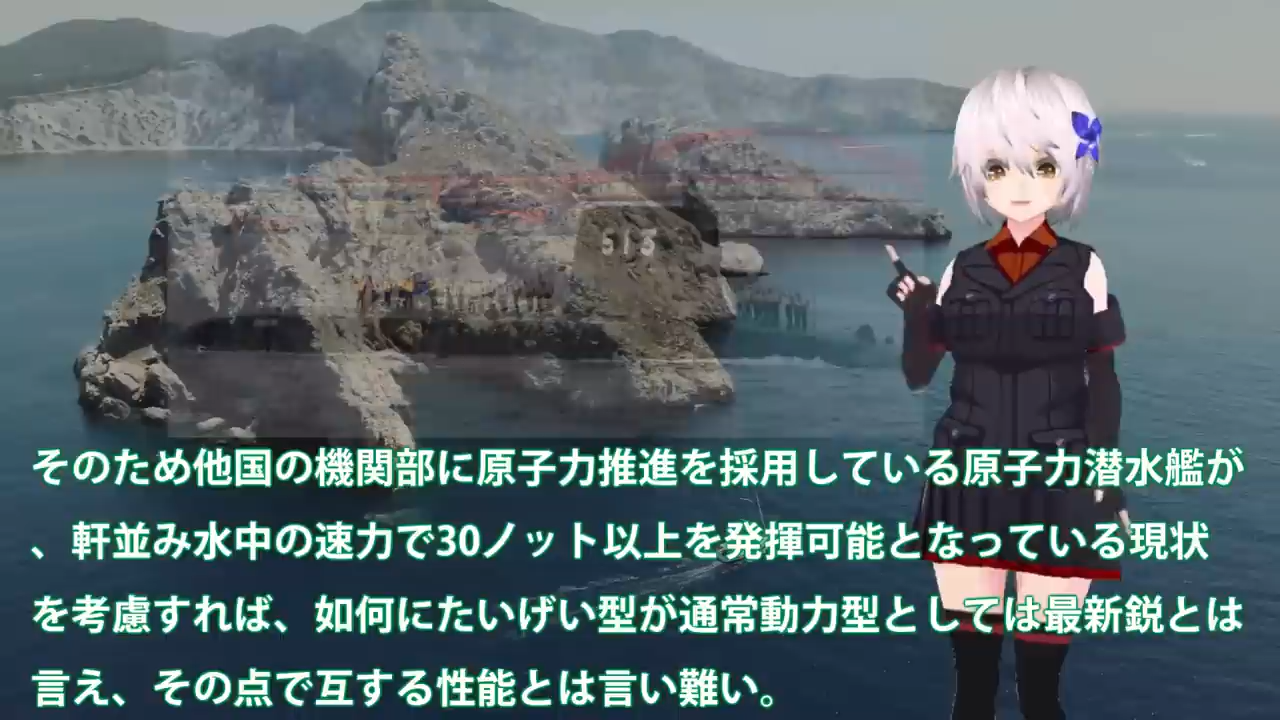 513
そのため他国の機関部に原子力推進を採用している原子力潜水艦が
、軒並み水中の速力で30ノット以上を発揮可能となっている現状
を考慮すれば、如何にたいげい型が通常動力型としては最新鋭とは
言え、その点で互する性能とは言い難い。